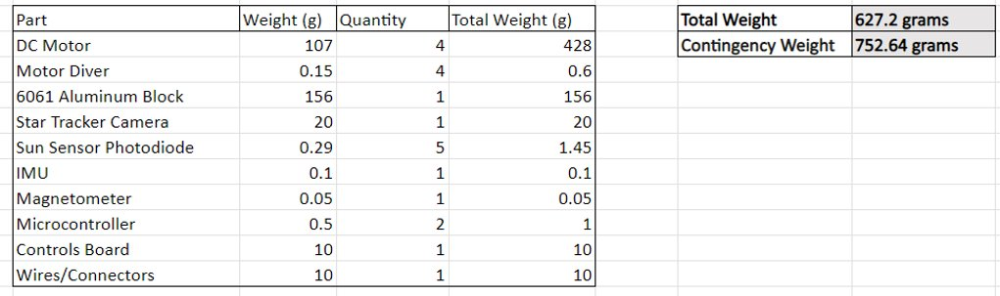 Part Weight (g) Quantity Total Weight (g)
DC Motor 107 4 428
Motor Diver 0.15 4 0.6
6061 Aluminum Block 156 1 156
Star Tracker Camera 20 1 20
Sun Sensor Photodiode 0.29 5 1.45
IMU 0.1 1 0.1
Magnetometer 0.05 1 0.05
Microcontroller 0.5 2 1
Controls Board 10 1 10
Wires/Connectors 10 1 10
Total Weight 627.2 grams
Contingency Weight 752.64 grams